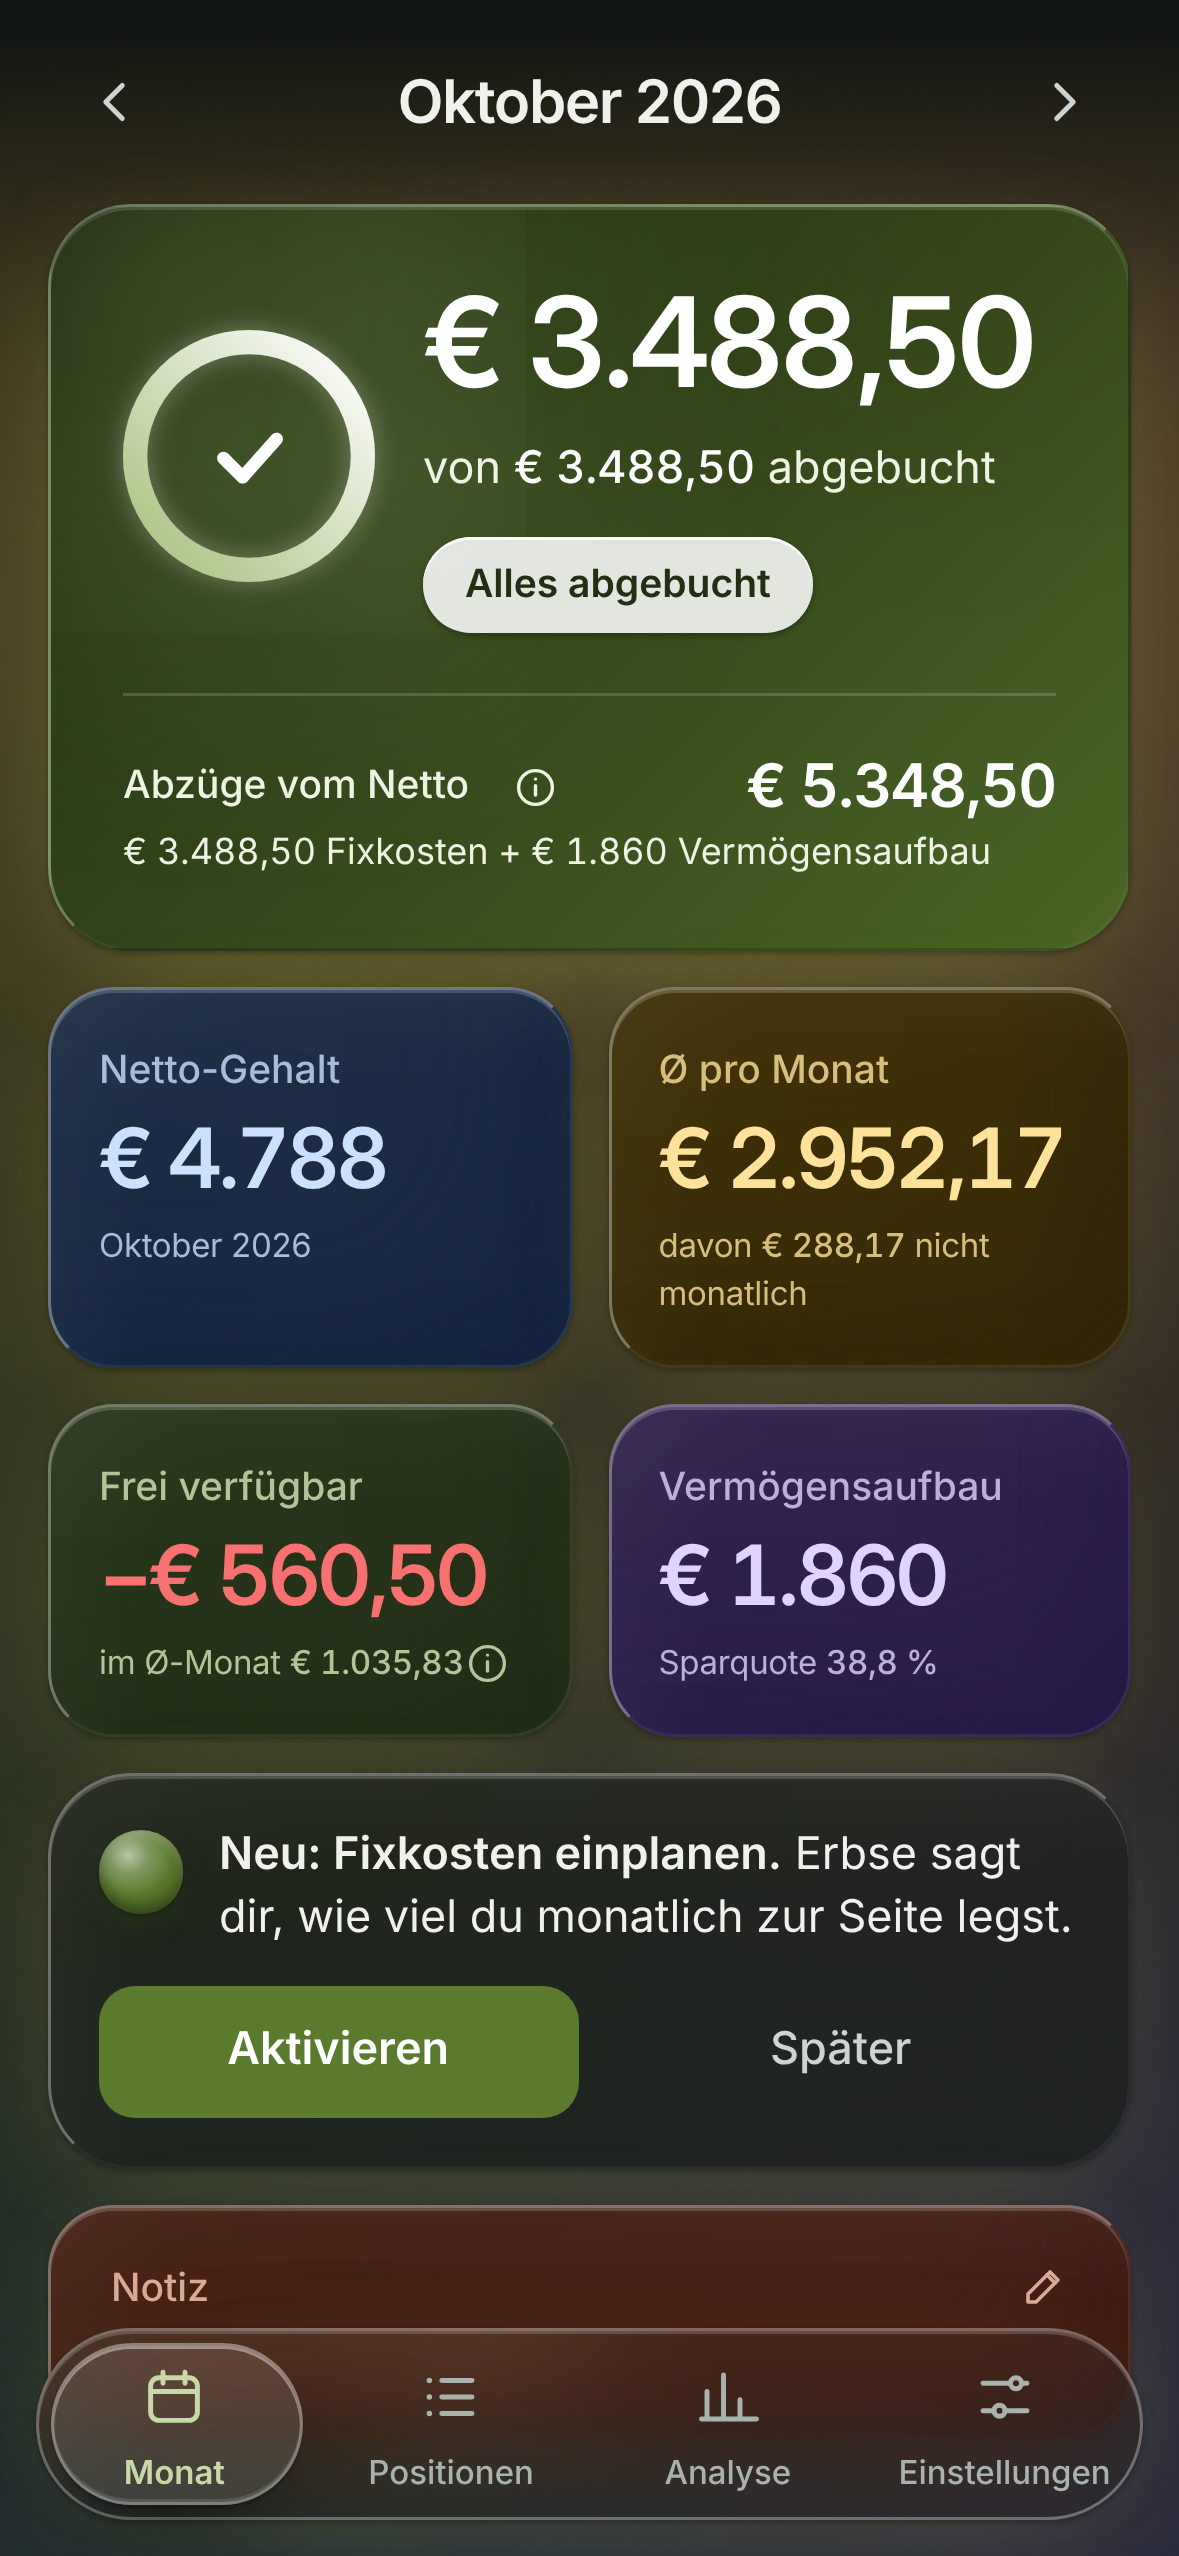 Oktober 2026
€ 3.488,50
von € 3.488,50 abgebucht
Alles abgebucht
Abzüge vom Netto
€ 5.348,50
€ 3.488,50 Fixkosten + € 1.860 Vermögensaufbau
Netto-Gehalt
€ 4.788
Oktober 2026
Ø pro Monat
€ 2.952,17
davon € 288,17 nicht
monatlich
Frei verfügbar
−€ 560,50
im Ø-Monat € 1.035,83
Vermögensaufbau
€ 1.860
Sparquote 38,8 %
Neu: Fixkosten einplanen. Erbse sagt
dir, wie viel du monatlich zur Seite legst.
Aktivieren
Später
Notiz
Monat
Positionen
Analyse
Einstellungen